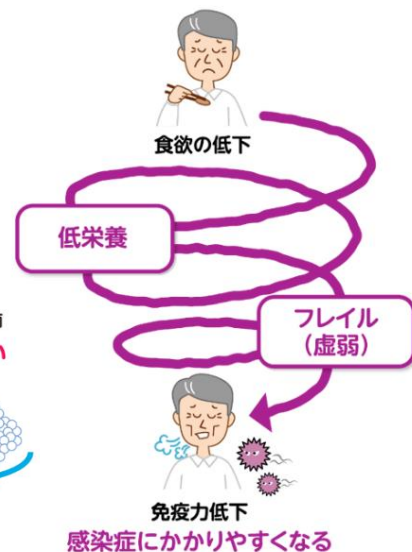 食欲の低下
低栄養
フレイル
(虚弱)
免疫力低下
感染症にかかりやすくなる